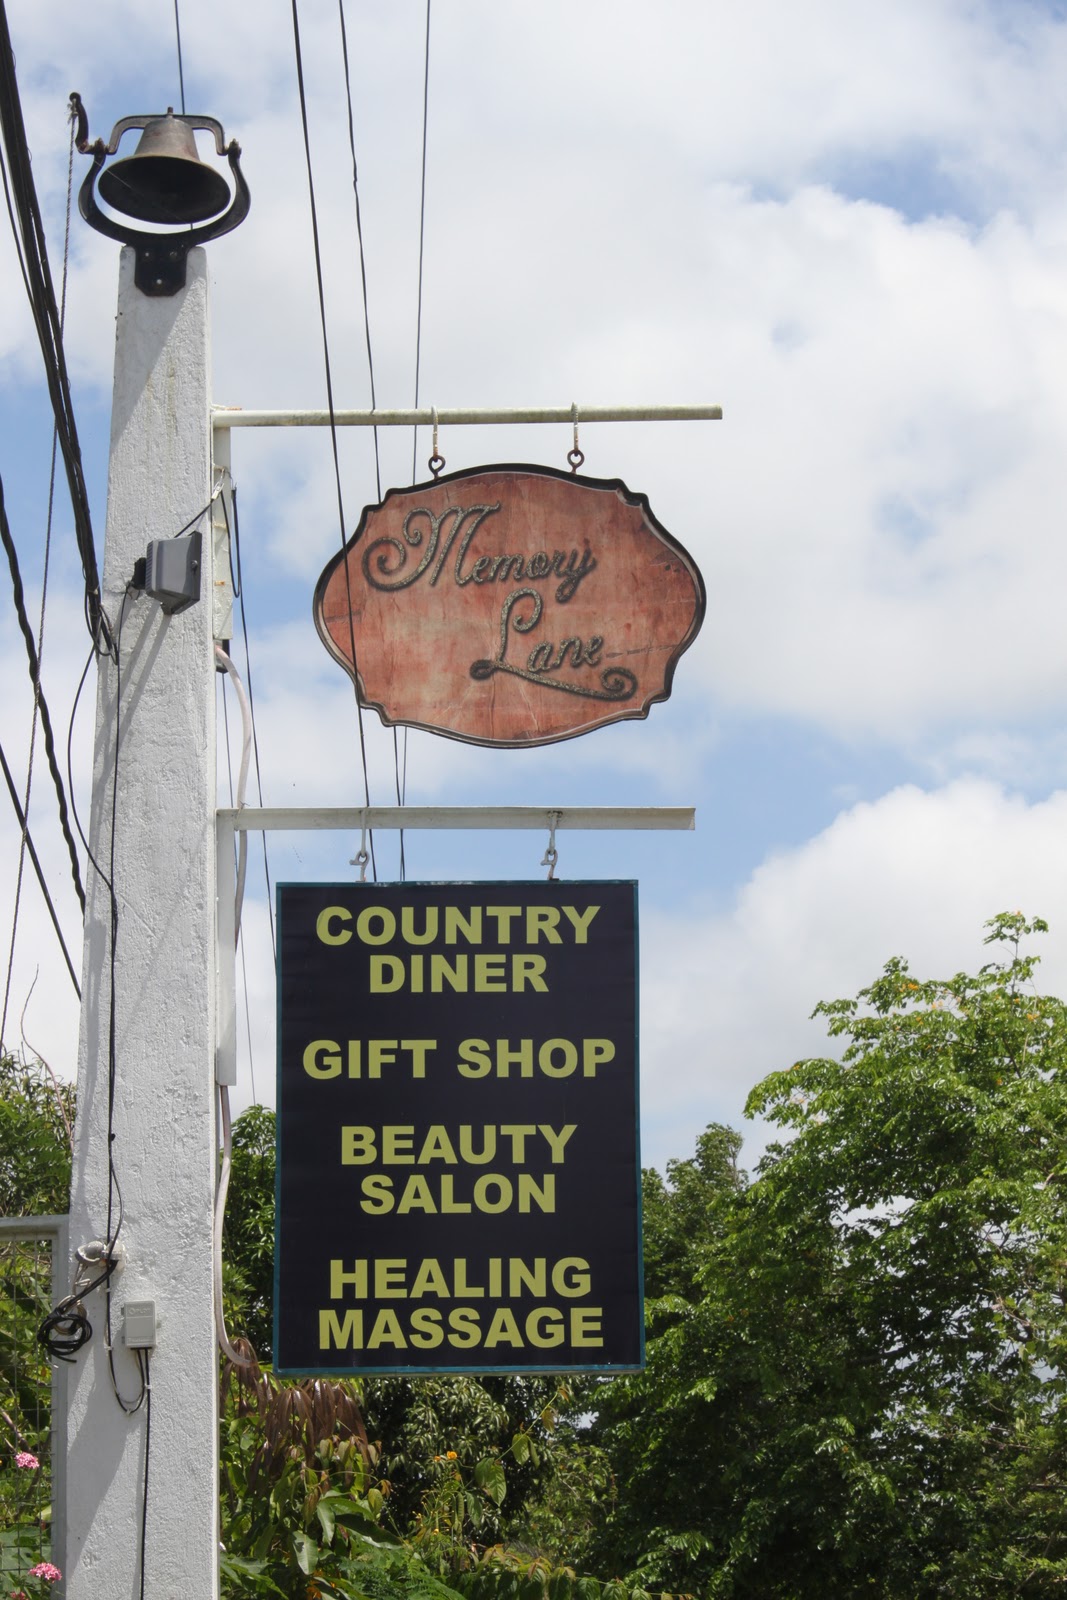 Memory
Lane
COUNTRY
DINER
GIFT SHOP
BEAUTY
SALON
HEALING
MASSAGE